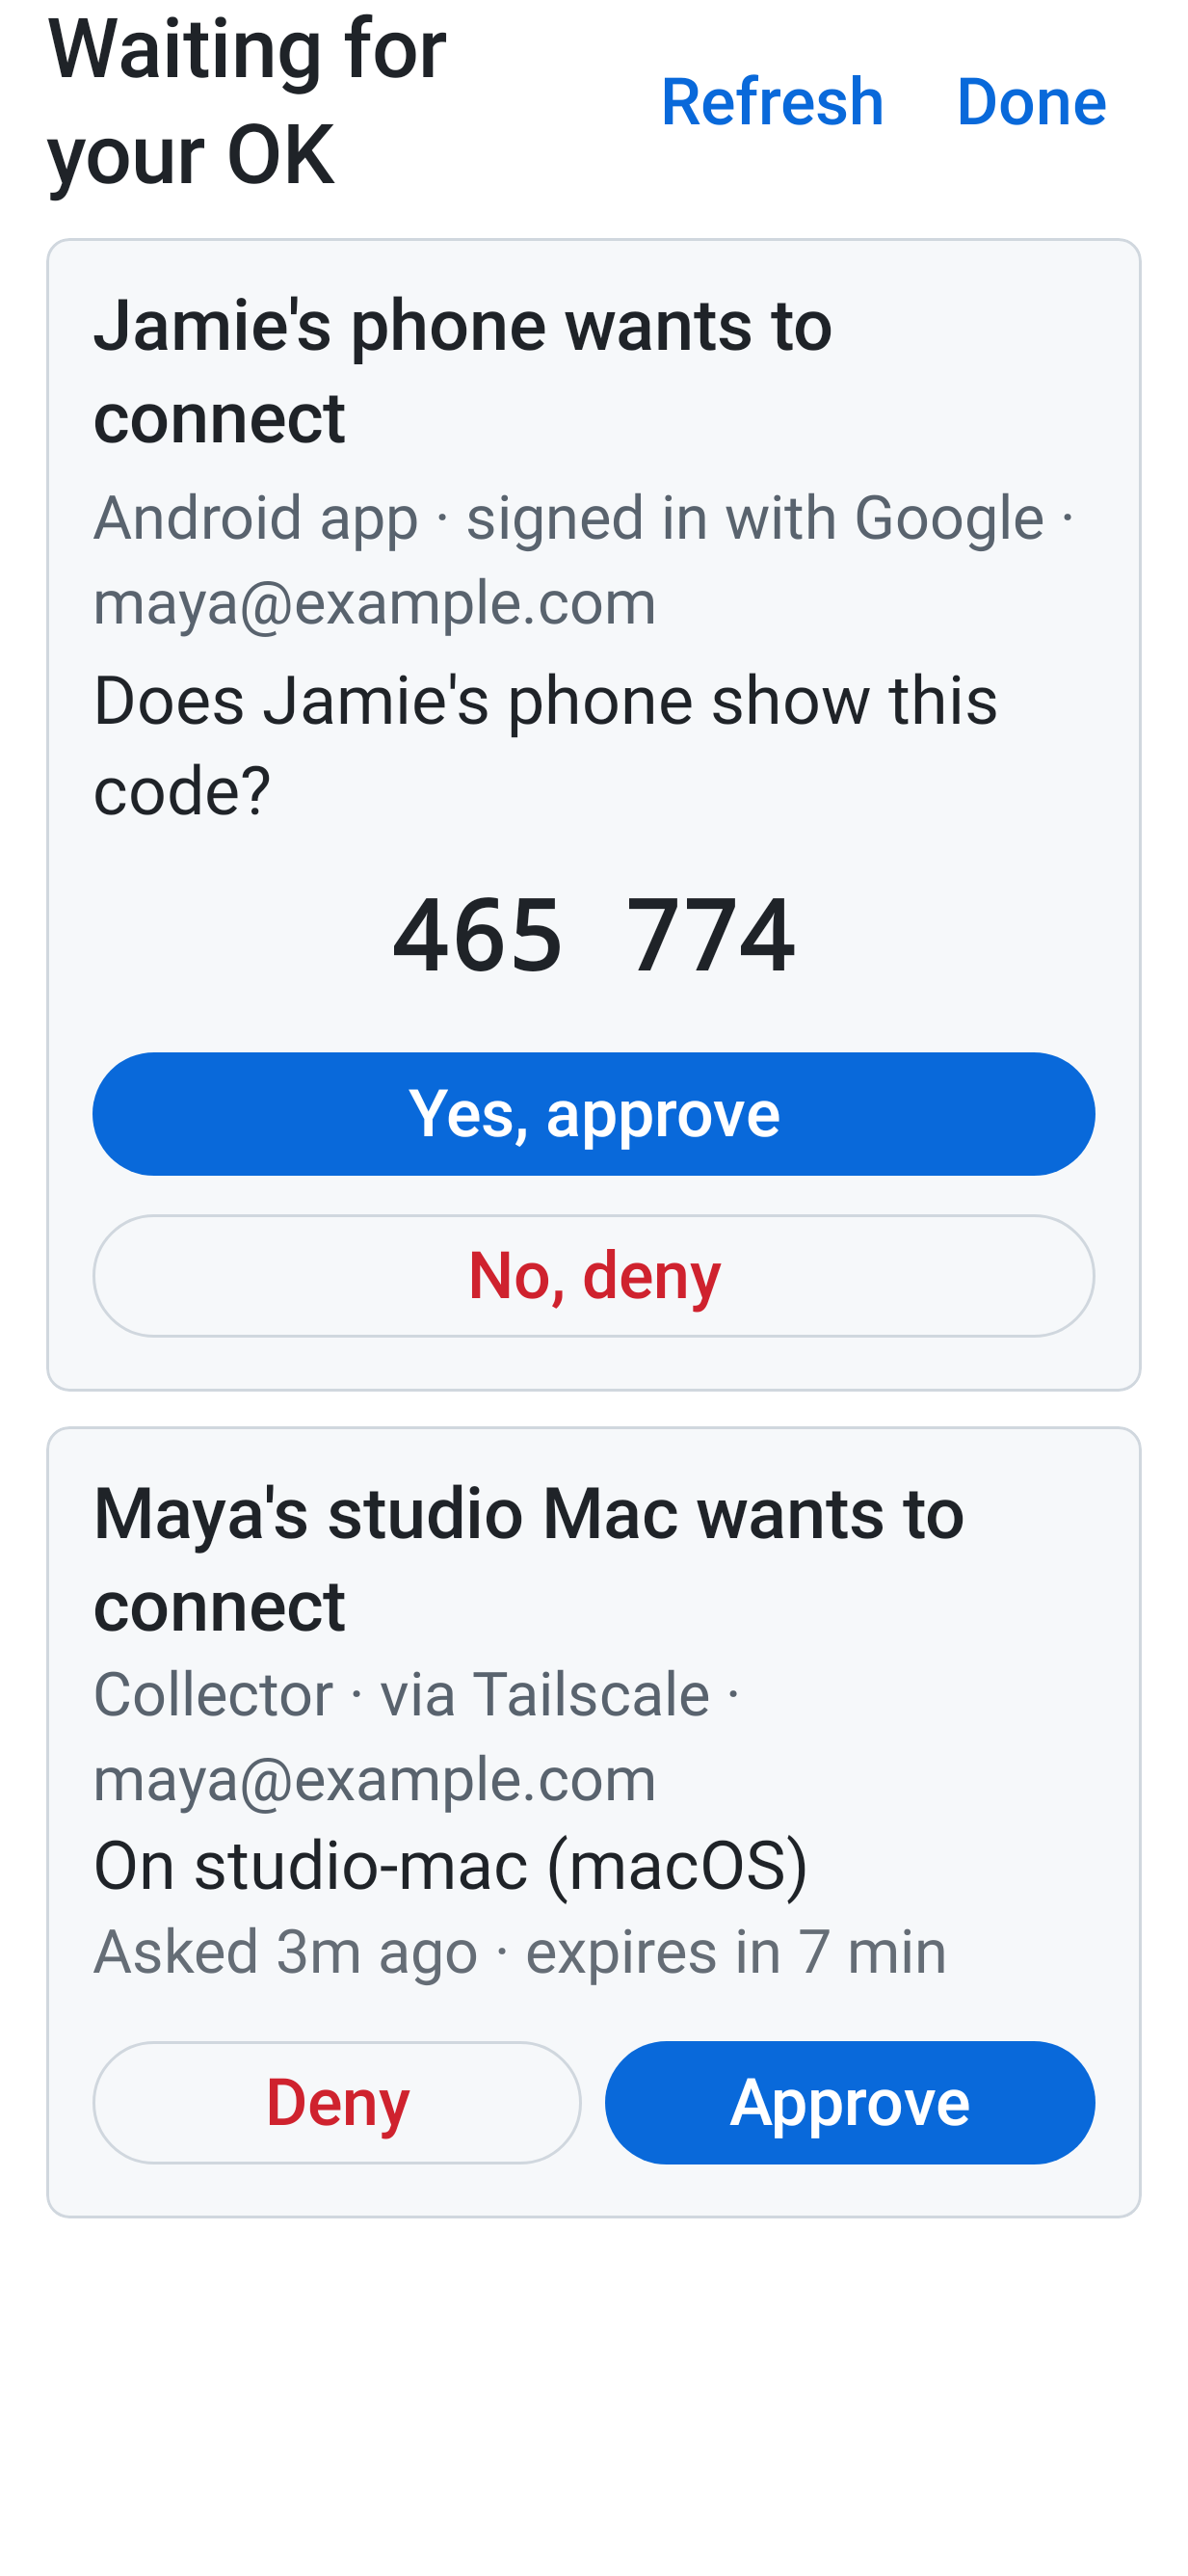 Waiting for
your OK
Refresh
Done
Jamie's phone wants to
connect
Android app · signed in with Google ·
maya@example.com
Does Jamie's phone show this
code?
465 774
Yes, approve
No, deny
Maya's studio Mac wants to
connect
Collector · via Tailscale ·
maya@example.com
On studio-mac (macOS)
Asked 3m ago · expires in 7 min
Deny
Approve